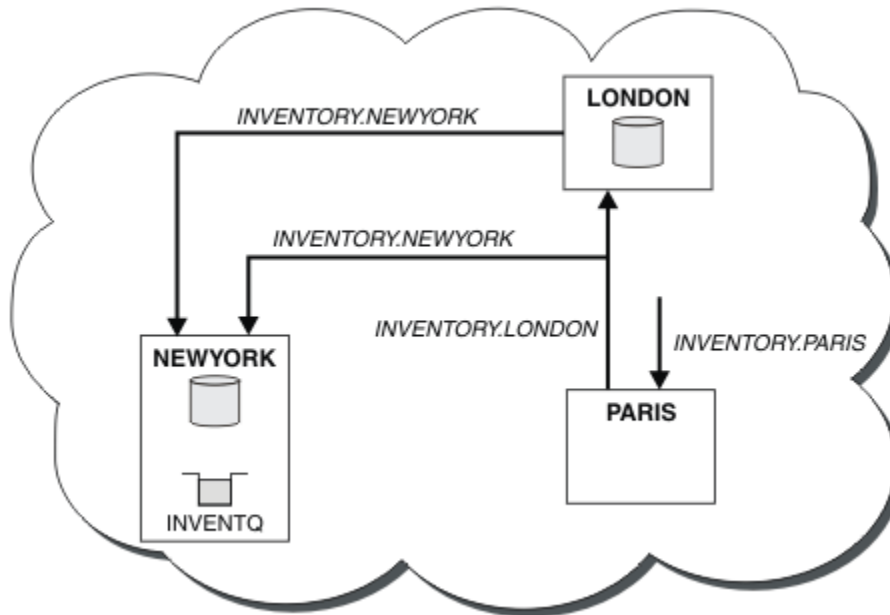 LONDON
INVENTORY.NEWYORK
INVENTORY.NEWYORK
INVENTORY.LONDON
INVENTORY.PARIS
NEWYORK
PARIS
INVENTQ